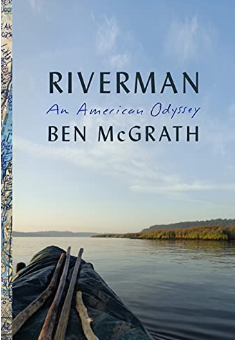 RIVERMAN
An American Odyssey
BEN McGRATH